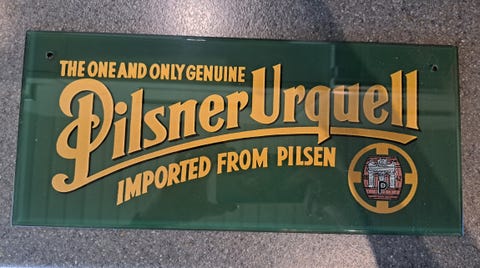 THE ONE AND ONLY GENUINE
Pilsner Urquell
IMPORTED FROM PILSEN
P